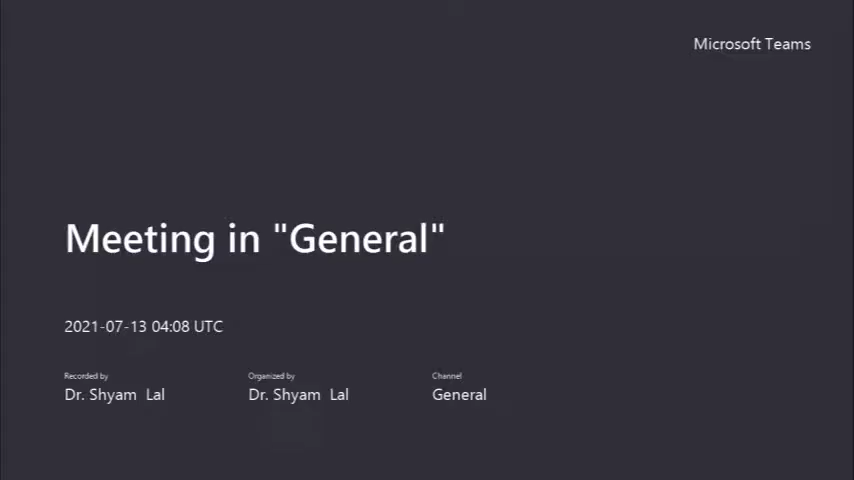 Microsoft Teams
Meeting in "General"
2021-07-13 04:08 UTC
Recorded by Organized by Channel
Dr. Shyam Lal Dr. Shyam Lal General